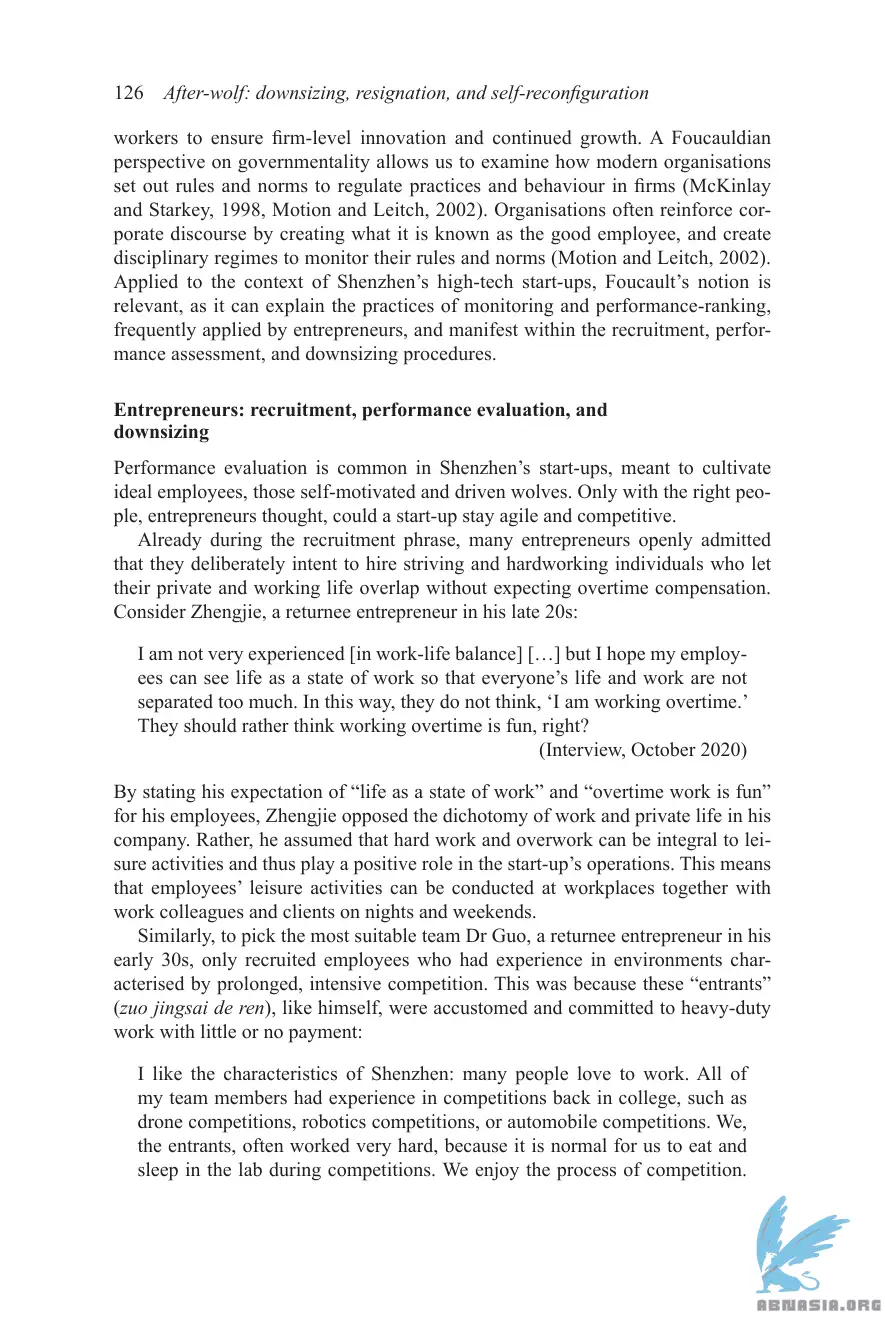 126 After-wolf: downsizing, resignation, and self-reconfiguration
workers to ensure firm-level innovation and continued growth. A Foucauldian
perspective on governmentality allows us to examine how modern organisations
set out rules and norms to regulate practices and behaviour in firms (McKinlay
and Starkey, 1998, Motion and Leitch, 2002). Organisations often reinforce cor-
porate discourse by creating what it is known as the good employee, and create
disciplinary regimes to monitor their rules and norms (Motion and Leitch, 2002).
Applied to the context of Shenzhen’s high-tech start-ups, Foucault’s notion is
relevant, as it can explain the practices of monitoring and performance-ranking,
frequently applied by entrepreneurs, and manifest within the recruitment, perfor-
mance assessment, and downsizing procedures.
Entrepreneurs: recruitment, performance evaluation, and
downsizing
Performance evaluation is common in Shenzhen’s start-ups, meant to cultivate
ideal employees, those self-motivated and driven wolves. Only with the right peo-
ple, entrepreneurs thought, could a start-up stay agile and competitive.
Already during the recruitment phrase, many entrepreneurs openly admitted
that they deliberately intent to hire striving and hardworking individuals who let
their private and working life overlap without expecting overtime compensation.
Consider Zhengjie, a returnee entrepreneur in his late 20s:
I am not very experienced [in work-life balance] […] but I hope my employ-
ees can see life as a state of work so that everyone’s life and work are not
separated too much. In this way, they do not think, ‘I am working overtime.’
They should rather think working overtime is fun, right?
(Interview, October 2020)
By stating his expectation of “life as a state of work” and “overtime work is fun”
for his employees, Zhengjie opposed the dichotomy of work and private life in his
company. Rather, he assumed that hard work and overwork can be integral to lei-
sure activities and thus play a positive role in the start-up’s operations. This means
that employees’ leisure activities can be conducted at workplaces together with
work colleagues and clients on nights and weekends.
Similarly, to pick the most suitable team Dr Guo, a returnee entrepreneur in his
early 30s, only recruited employees who had experience in environments char-
acterised by prolonged, intensive competition. This was because these “entrants”
(zuo jingsai de ren), like himself, were accustomed and committed to heavy-duty
work with little or no payment:
I like the characteristics of Shenzhen: many people love to work. All of
my team members had experience in competitions back in college, such as
drone competitions, robotics competitions, or automobile competitions. We,
the entrants, often worked very hard, because it is normal for us to eat and
sleep in the lab during competitions. We enjoy the process of competition.
ABNASIA.ORG